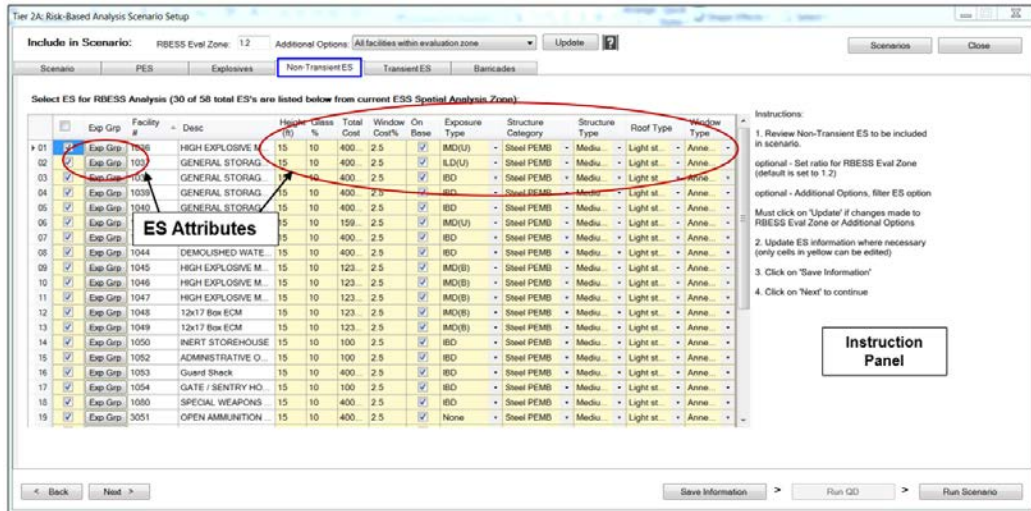 Tier 2A: Risk-Based Analysis Scenario Setup
Include in Scenario: RBESS Eval Zone: 1.2 Additional Options: All facilities within evaluation zone Update ? Scenarios Close
Scenario PES Explosives Non-Transient ES Transient ES Barricades
Select ES for RBESS Analysis (30 of 58 total ES's are listed below from current ESS Spatial Analysis Zone):
Exp Grp Facility # Desc Height (ft) Glass % Total Cost Window Cost% On Base Exposure Type Structure Category Structure Type Roof Type Window Type
01 Exp Grp 1036 HIGH EXPLOSIVE M... 15 10 400... 2.5 IMD(U) Steel PEMB Mediu... Light st... Anne...
02 Exp Grp 1037 GENERAL STORAG... 15 10 400... 2.5 ILD(U) Steel PEMB Mediu... Light st... Anne...
03 Exp Grp GENERAL STORAG... 15 10 400... 2.5 IBD Steel PEMB Mediu... Light st... Anne...
04 Exp Grp 1039 GENERAL STORAG... 15 10 400... 2.5 IBD Steel PEMB Mediu... Light st... Anne...
05 Exp Grp 1040 GENERAL STORAG... 15 10 400... 2.5 IBD Steel PEMB Mediu... Light st... Anne...
06 15 10 159... 2.5 IMD(U) Steel PEMB Mediu... Light st... Anne...
ES Attributes
07 15 10 400... 2.5 IBD Steel PEMB Mediu... Light st... Anne...
08 Exp Grp 1044 DEMOLISHED WATE... 15 10 400... 2.5 IBD Steel PEMB Mediu... Light st... Anne...
09 Exp Grp 1045 HIGH EXPLOSIVE M... 15 10 123... 2.5 IMD(B) Steel PEMB Mediu... Light st... Anne...
10 Exp Grp 1046 HIGH EXPLOSIVE M... 15 10 123... 2.5 IMD(B) Steel PEMB Mediu... Light st... Anne...
11 Exp Grp 1047 HIGH EXPLOSIVE M... 15 10 123... 2.5 IMD(B) Steel PEMB Mediu... Light st... Anne...
12 Exp Grp 1048 12x17 Box ECM 15 10 123... 2.5 IMD(B) Steel PEMB Mediu... Light st... Anne...
13 Exp Grp 1049 12x17 Box ECM 15 10 123... 2.5 IMD(B) Steel PEMB Mediu... Light st... Anne...
14 Exp Grp 1050 INERT STOREHOUSE 15 10 100 2.5 IBD Steel PEMB Mediu... Light st... Anne...
15 Exp Grp 1052 ADMINISTRATIVE O... 15 10 100 2.5 IBD Steel PEMB Mediu... Light st... Anne...
16 Exp Grp 1053 Guard Shack 15 10 400... 2.5 IBD Steel PEMB Mediu... Light st... Anne...
17 Exp Grp 1054 GATE / SENTRY HO... 15 10 100 2.5 IBD Steel PEMB Mediu... Light st... Anne...
18 Exp Grp 1080 SPECIAL WEAPONS... 15 10 400... 2.5 IBD Steel PEMB Mediu... Light st... Anne...
19 Exp Grp 3051 OPEN AMMUNITION... 15 10 400... 2.5 None Steel PEMB Mediu... Light st... Anne...
Instructions:
1. Review Non-Transient ES to be included
in scenario.
optional - Set ratio for RBESS Eval Zone
(default is set to 1.2)
optional - Additional Options, filter ES option
Must click on 'Update' if changes made to
RBESS Eval Zone or Additional Options
2. Update ES information where necessary
(only cells in yellow can be edited)
3. Click on 'Save Information'
4. Click on 'Next' to continue
Instruction
Panel
< Back Next > Save Information > Run QD > Run Scenario